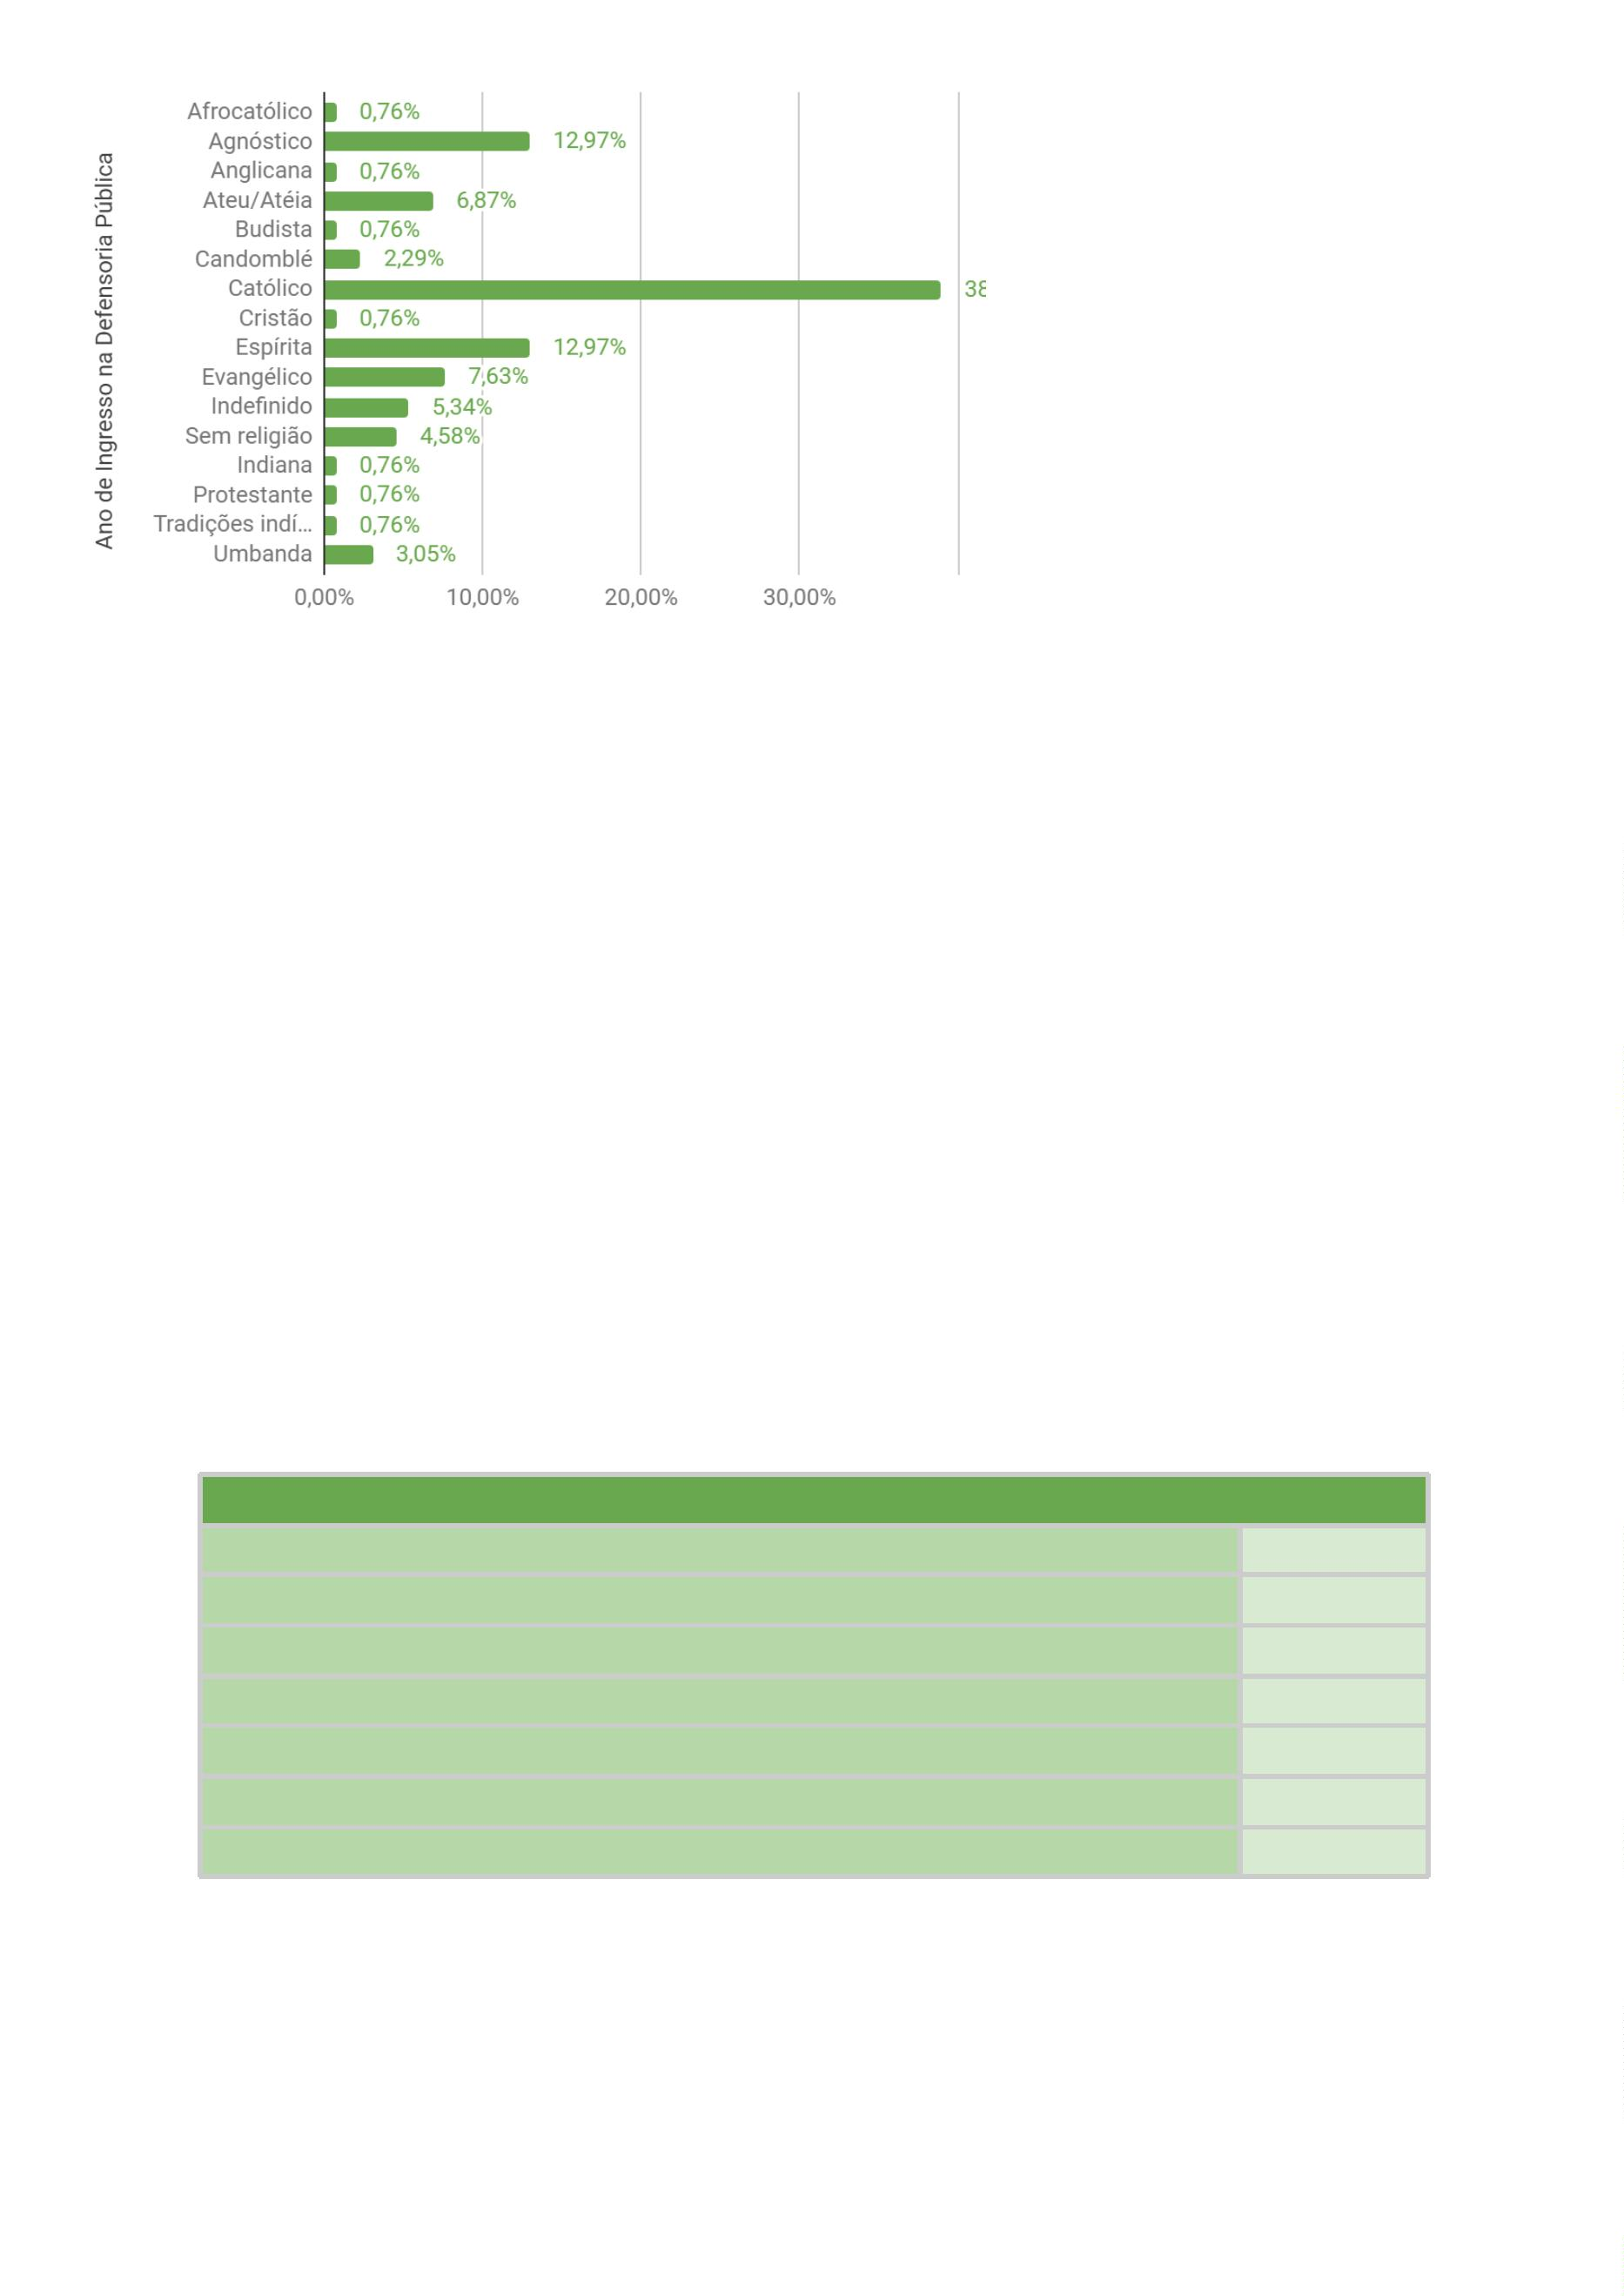 Ano de Ingresso na Defensoria Pública
Afrocatólico 0,76%
Agnóstico 12,97%
Anglicana 0,76%
Ateu/Atéia 6,87%
Budista 0,76%
Candomblé 2,29%
Católico 38
Cristão 0,76%
Espírita 12,97%
Evangélico 7,63%
Indefinido 5,34%
Sem religião 4,58%
Indiana 0,76%
Protestante 0,76%
Tradições indí... 0,76%
Umbanda 3,05%
0,00% 10,00% 20,00% 30,00%